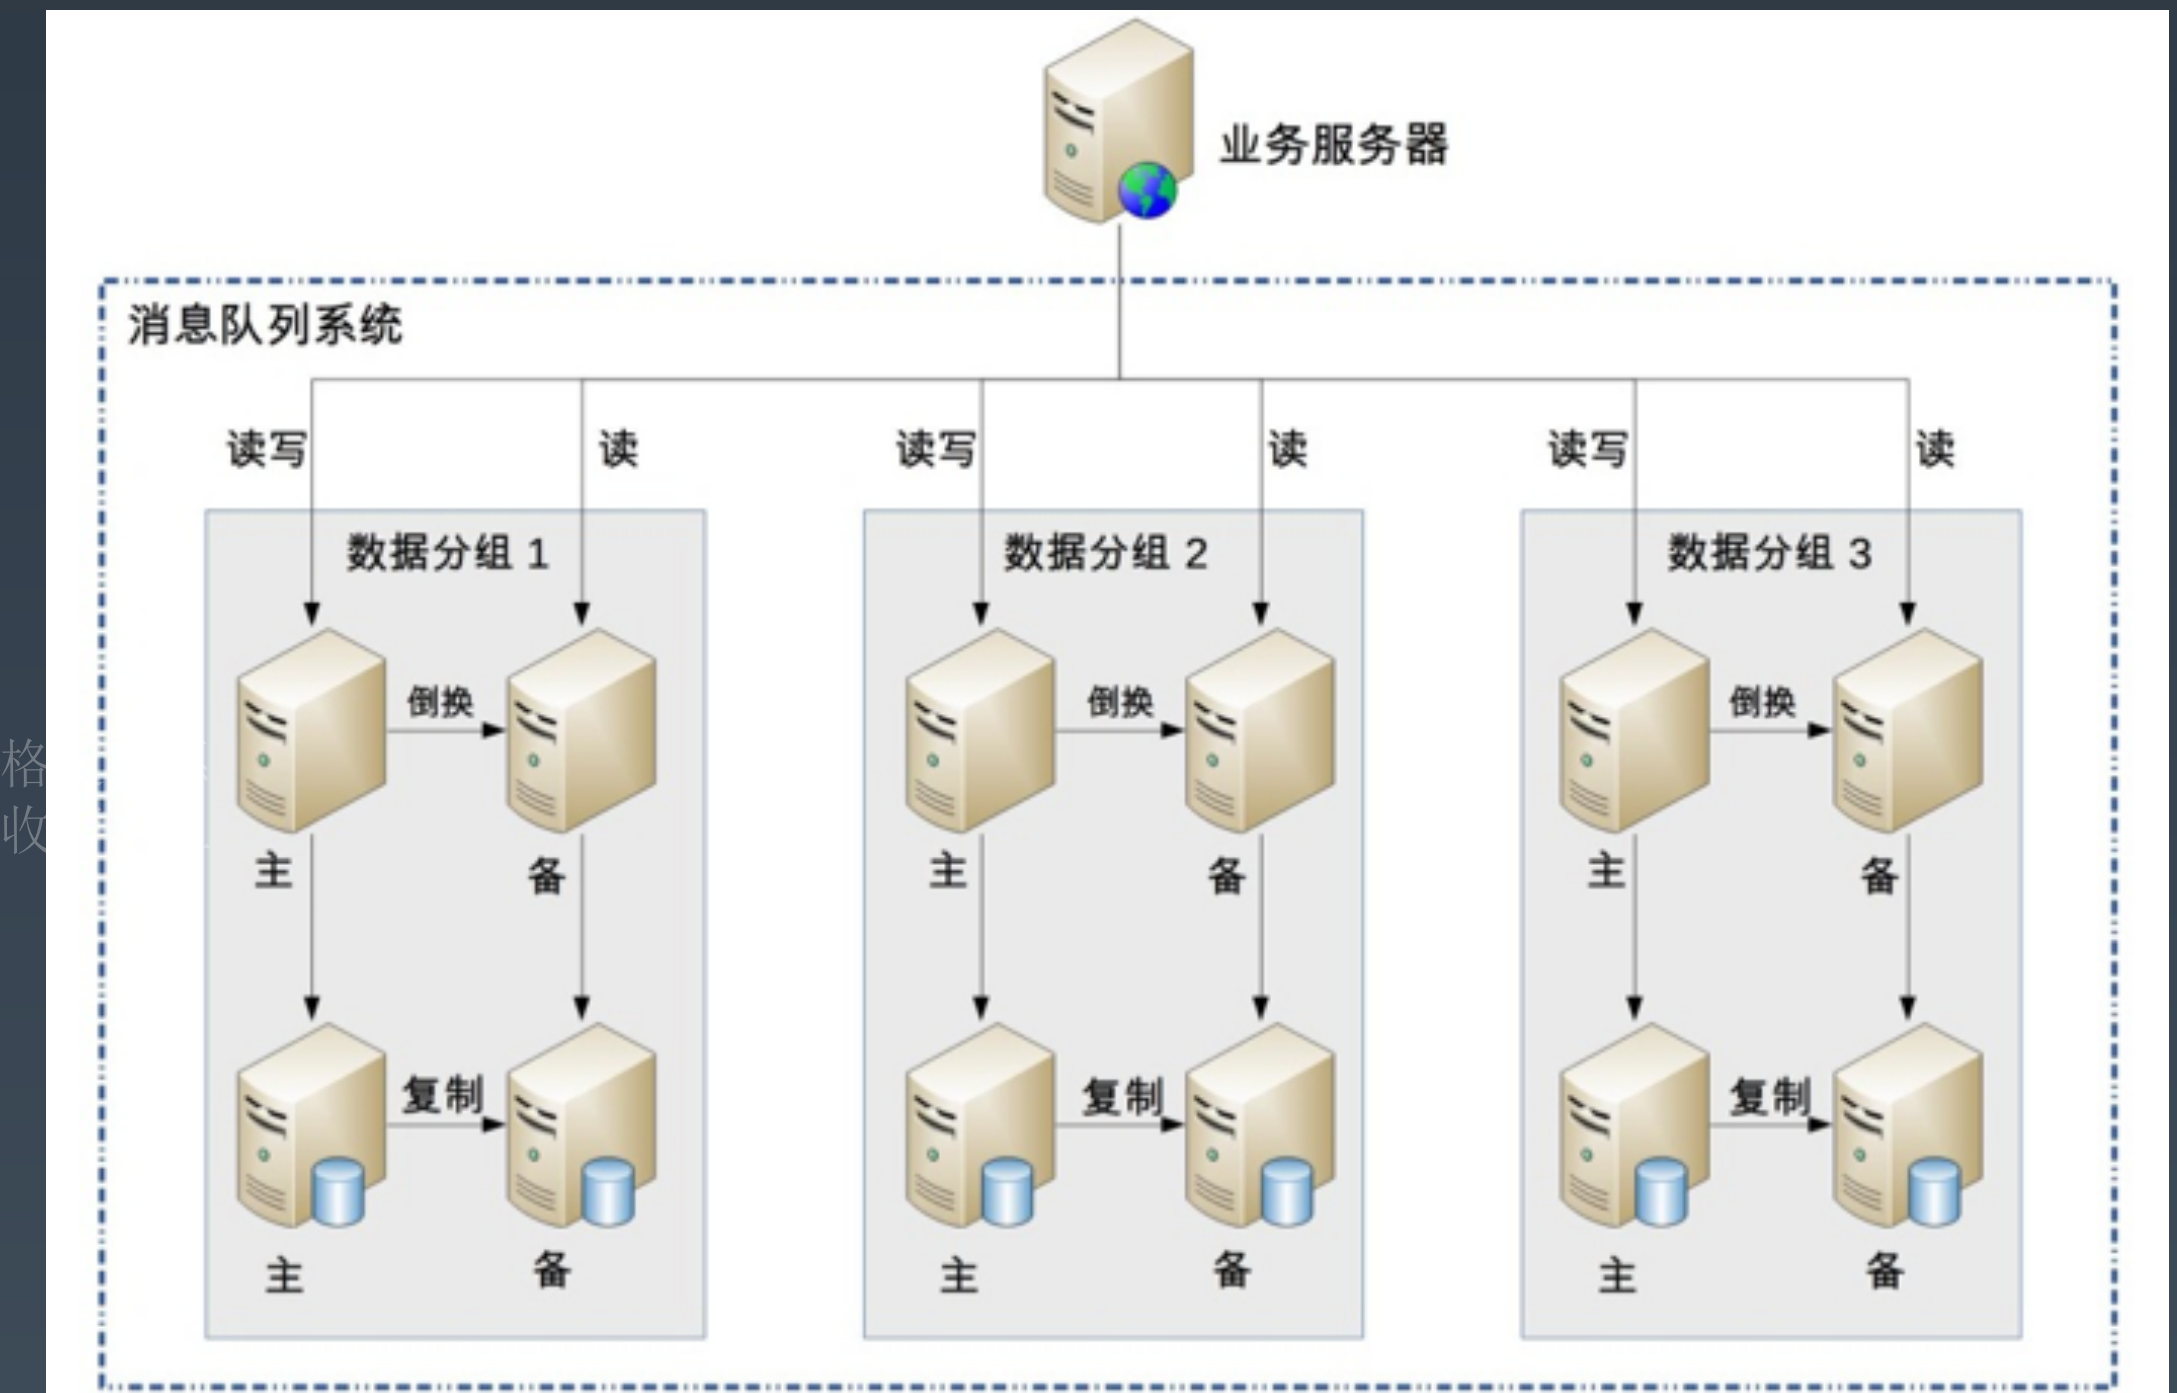 业务服务器
消息队列系统
读写 读 读写 读 读写 读
数据分组 1 数据分组 2 数据分组 3
倒换 倒换 倒换
格
收
主 备 主 备 主 备
复制 复制 复制
主 备 主 备 主 备